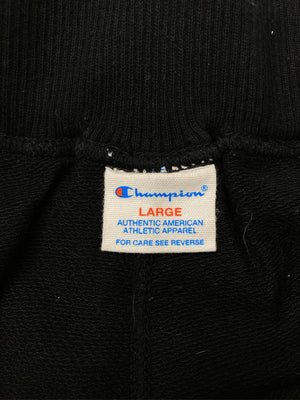 Champion®
LARGE
AUTHENTIC AMERICAN
ATHLETIC APPAREL
FOR CARE SEE REVERSE